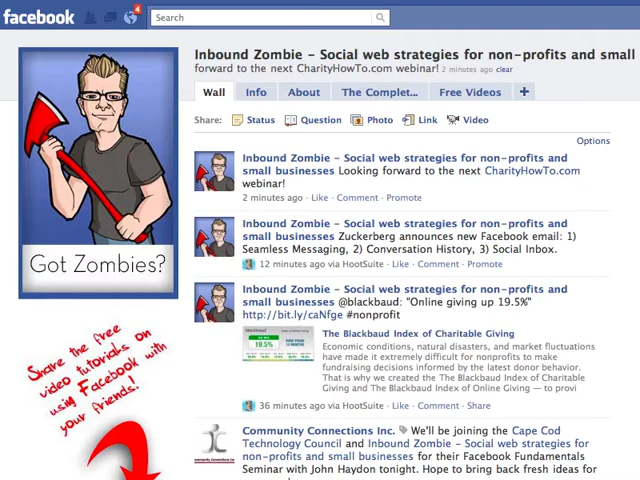 facebook
4
Search
Inbound Zombie - Social web strategies for non-profits and small
forward to the next CharityHowTo.com webinar! 2 minutes ago clear
Wall Info About The Complet... Free Videos +
Share: Status Question Photo Link Video
Options
Inbound Zombie - Social web strategies for non-profits and
small businesses Looking forward to the next CharityHowTo.com
webinar!
2 minutes ago · Like · Comment · Promote
Inbound Zombie - Social web strategies for non-profits and
small businesses Zuckerberg announces new Facebook email: 1)
Seamless Messaging, 2) Conversation History, 3) Social Inbox.
12 minutes ago via HootSuite · Like · Comment · Promote
Got Zombies?
Inbound Zombie - Social web strategies for non-profits and
small businesses @blackbaud: "Online giving up 19.5%"
http://bit.ly/caNfge #nonprofit
19.5%
The Blackbaud Index of Charitable Giving
Economic conditions, natural disasters, and market fluctuations
have made it extremely difficult for nonprofits to make
fundraising decisions informed by the latest donor behavior.
That is why we created the The Blackbaud Index of Charitable
Giving and The Blackbaud Index of Online Giving — to provi
36 minutes ago via HootSuite · Like · Comment · Share
Share the free
video tutorials on
using Facebook with
your friends!
Community Connections Inc. We'll be joining the Cape Cod
Technology Council and Inbound Zombie - Social web strategies for
non-profits and small businesses for their Facebook Fundamentals
Seminar with John Haydon tonight. Hope to bring back fresh ideas for